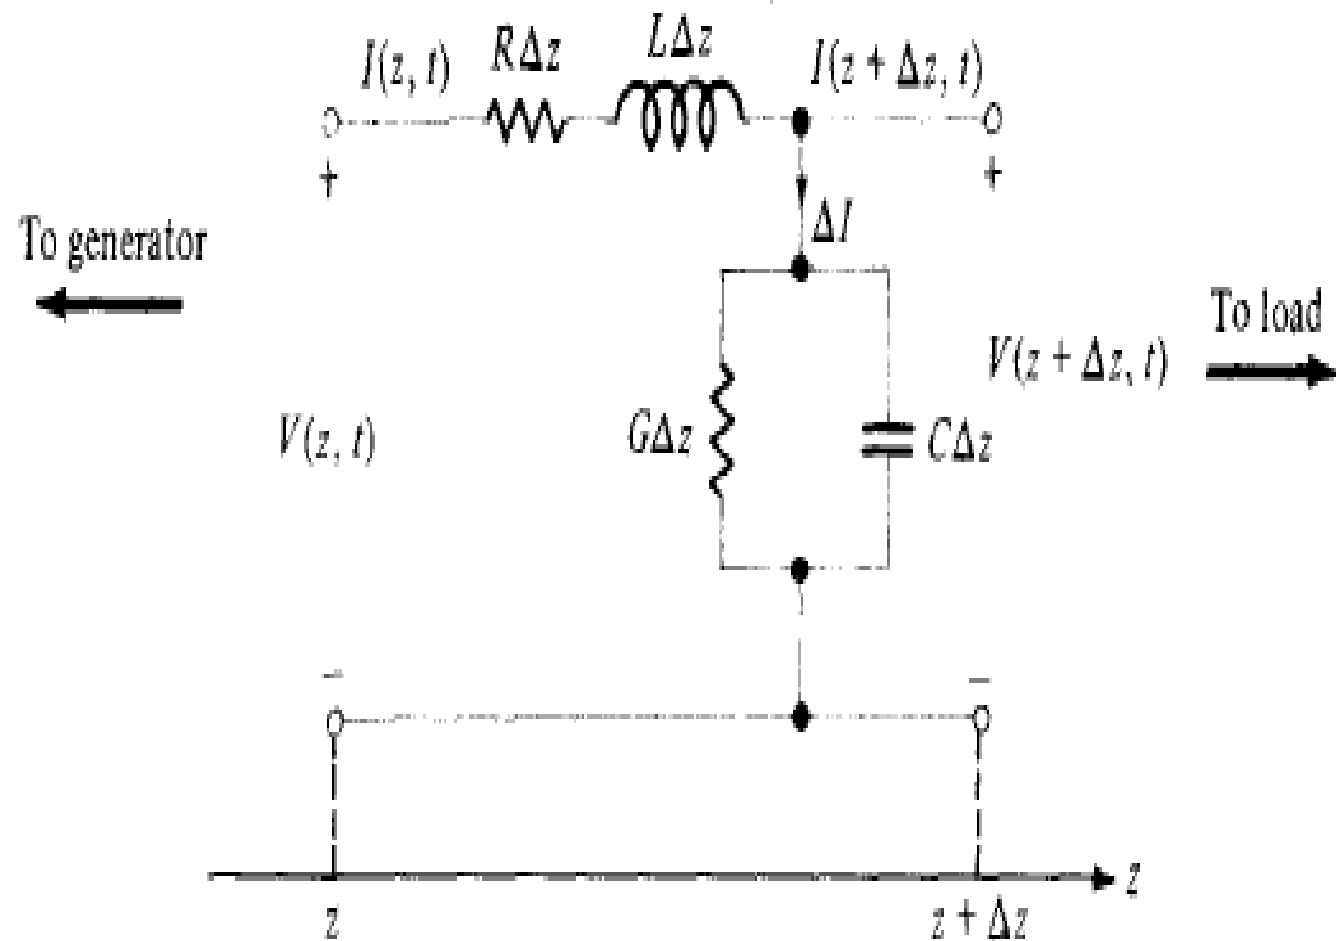 I(z, t)
RΔz
LΔz
I(z + Δz, t)
+
+
ΔI
To generator
To load
V(z + Δz, t)
V(z, t)
GΔz
CΔz
−
−
z
z
z + Δz